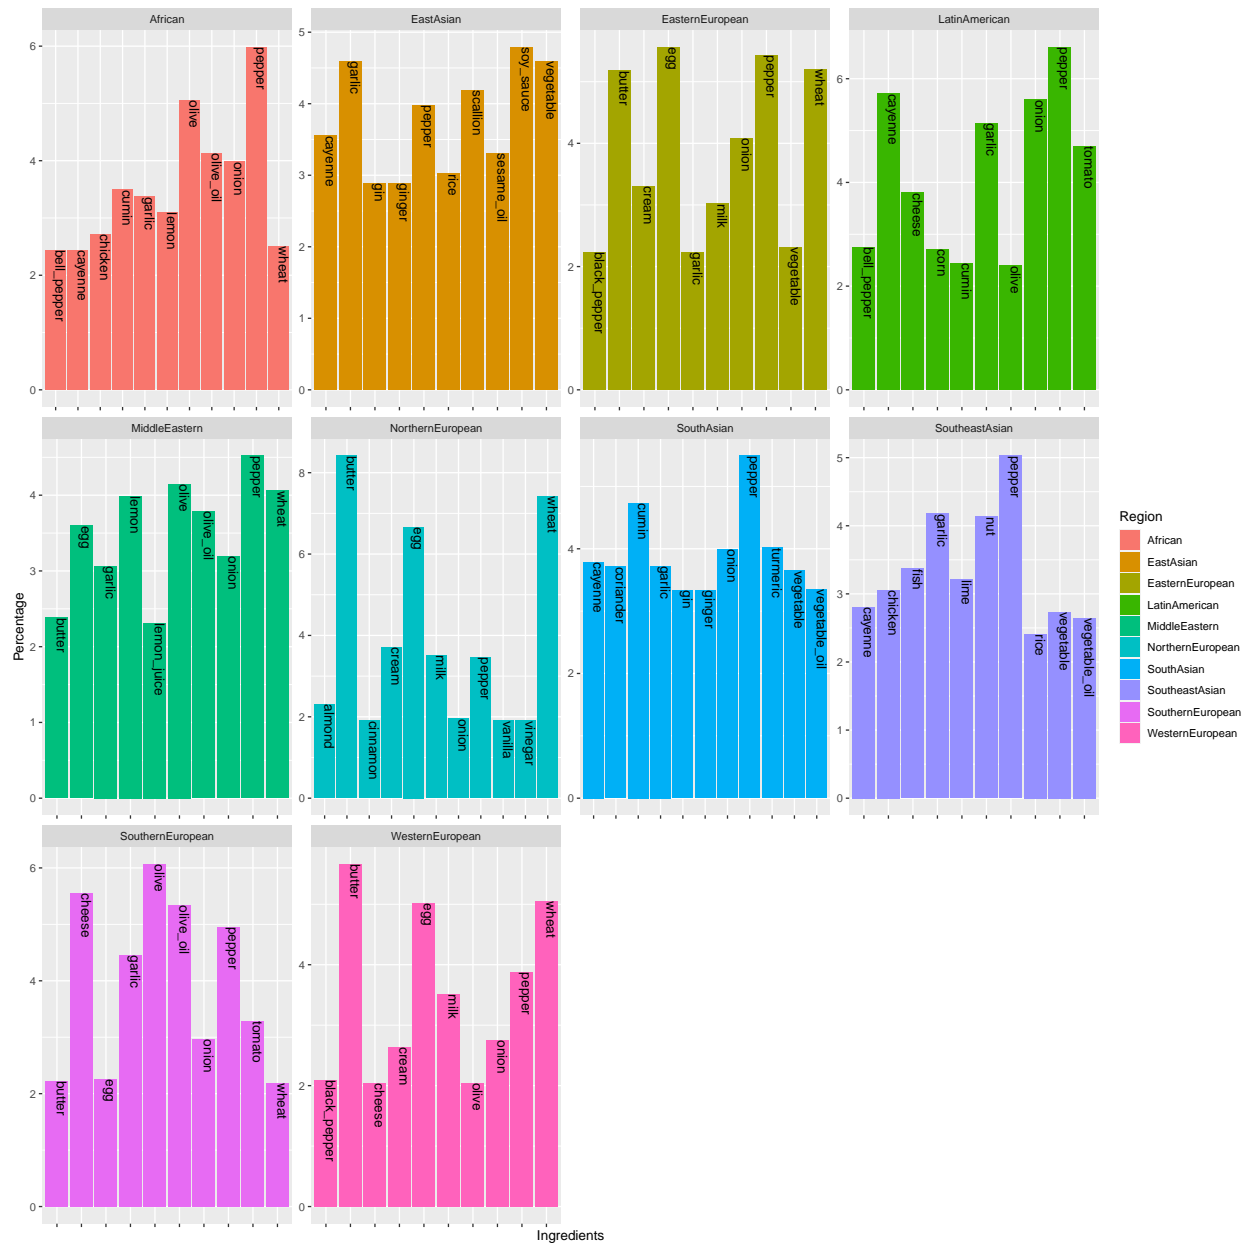 African
EastAsian
EasternEuropean
LatinAmerican
6
4
2
0
bell_pepper
cayenne
chicken
cumin
garlic
lemon
olive
olive_oil
onion
pepper
wheat
5
4
3
2
1
0
cayenne
garlic
gin
ginger
pepper
rice
scallion
sesame_oil
soy_sauce
vegetable
4
2
0
black_pepper
butter
cream
egg
garlic
milk
onion
pepper
vegetable
wheat
6
4
2
0
bell_pepper
cayenne
cheese
corn
cumin
garlic
olive
onion
pepper
tomato
MiddleEastern
NorthernEuropean
SouthAsian
SoutheastAsian
4
3
2
1
0
butter
egg
garlic
lemon
lemon_juice
olive
olive_oil
onion
pepper
wheat
8
6
4
2
0
almond
butter
cinnamon
cream
egg
milk
onion
pepper
vanilla
vinegar
wheat
4
2
0
cayenne
coriander
cumin
garlic
gin
ginger
onion
pepper
turmeric
vegetable
vegetable_oil
5
4
3
2
1
0
cayenne
chicken
fish
garlic
lime
nut
pepper
rice
vegetable
vegetable_oil
SouthernEuropean
WesternEuropean
6
4
2
0
butter
cheese
egg
garlic
olive
olive_oil
onion
pepper
tomato
wheat
4
2
0
black_pepper
butter
cheese
cream
egg
milk
olive
onion
pepper
wheat
Percentage
Ingredients
Region
African
EastAsian
EasternEuropean
LatinAmerican
MiddleEastern
NorthernEuropean
SouthAsian
SoutheastAsian
SouthernEuropean
WesternEuropean